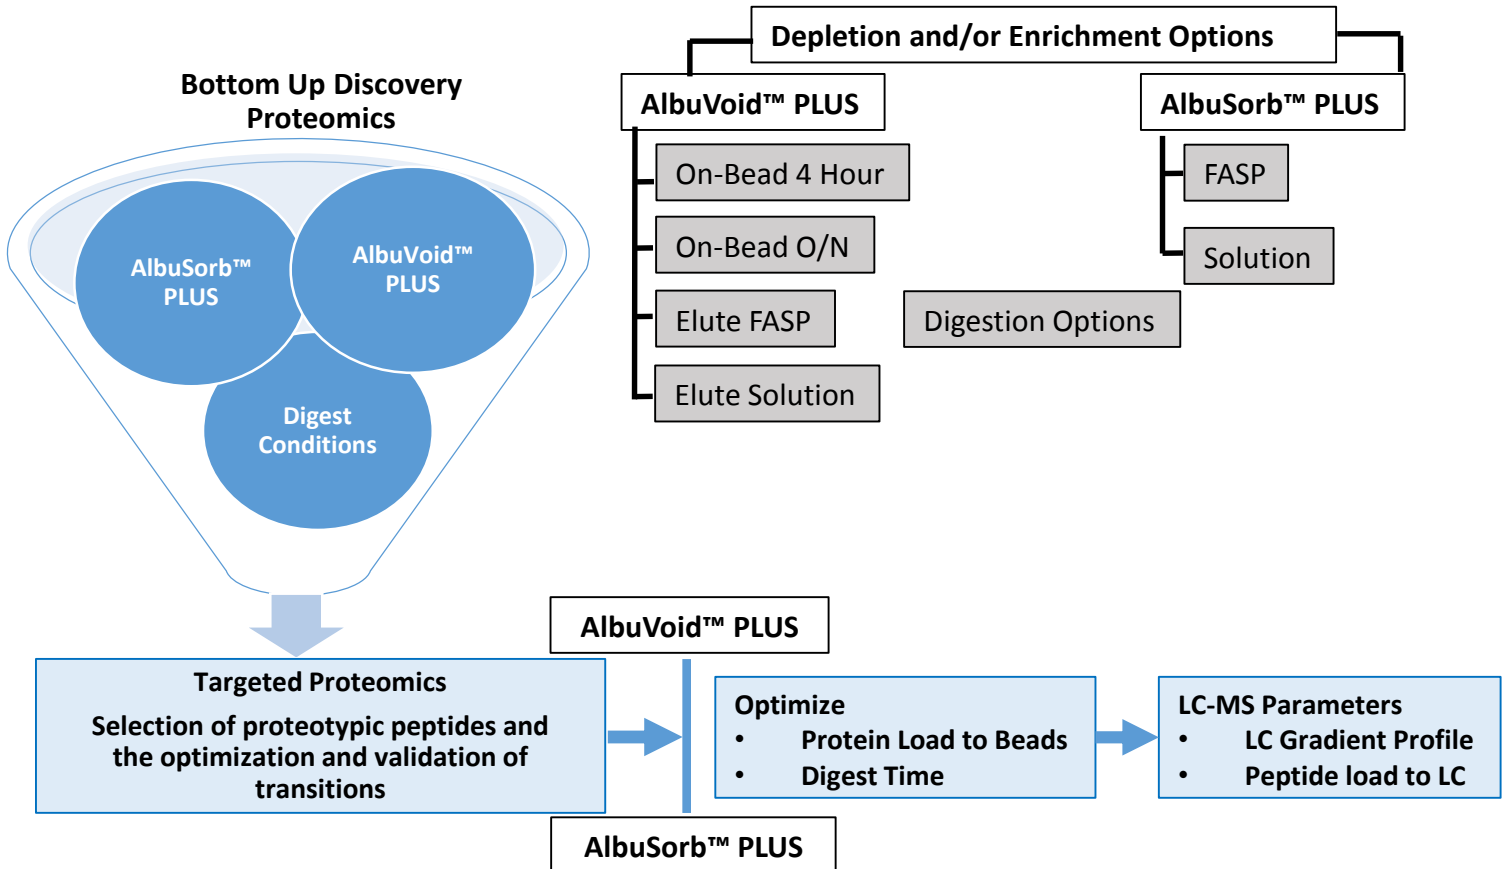 Depletion and/or Enrichment Options
Bottom Up Discovery
Proteomics
AlbuVoid™ PLUS
AlbuSorb™ PLUS
On-Bead 4 Hour
FASP
On-Bead O/N
Solution
Elute FASP
Digestion Options
Elute Solution
AlbuSorb™
PLUS
AlbuVoid™
PLUS
Digest
Conditions
AlbuVoid™ PLUS
Targeted Proteomics
Selection of proteotypic peptides and
the optimization and validation of
transitions
Optimize
• Protein Load to Beads
• Digest Time
LC-MS Parameters
• LC Gradient Profile
• Peptide load to LC
AlbuSorb™ PLUS